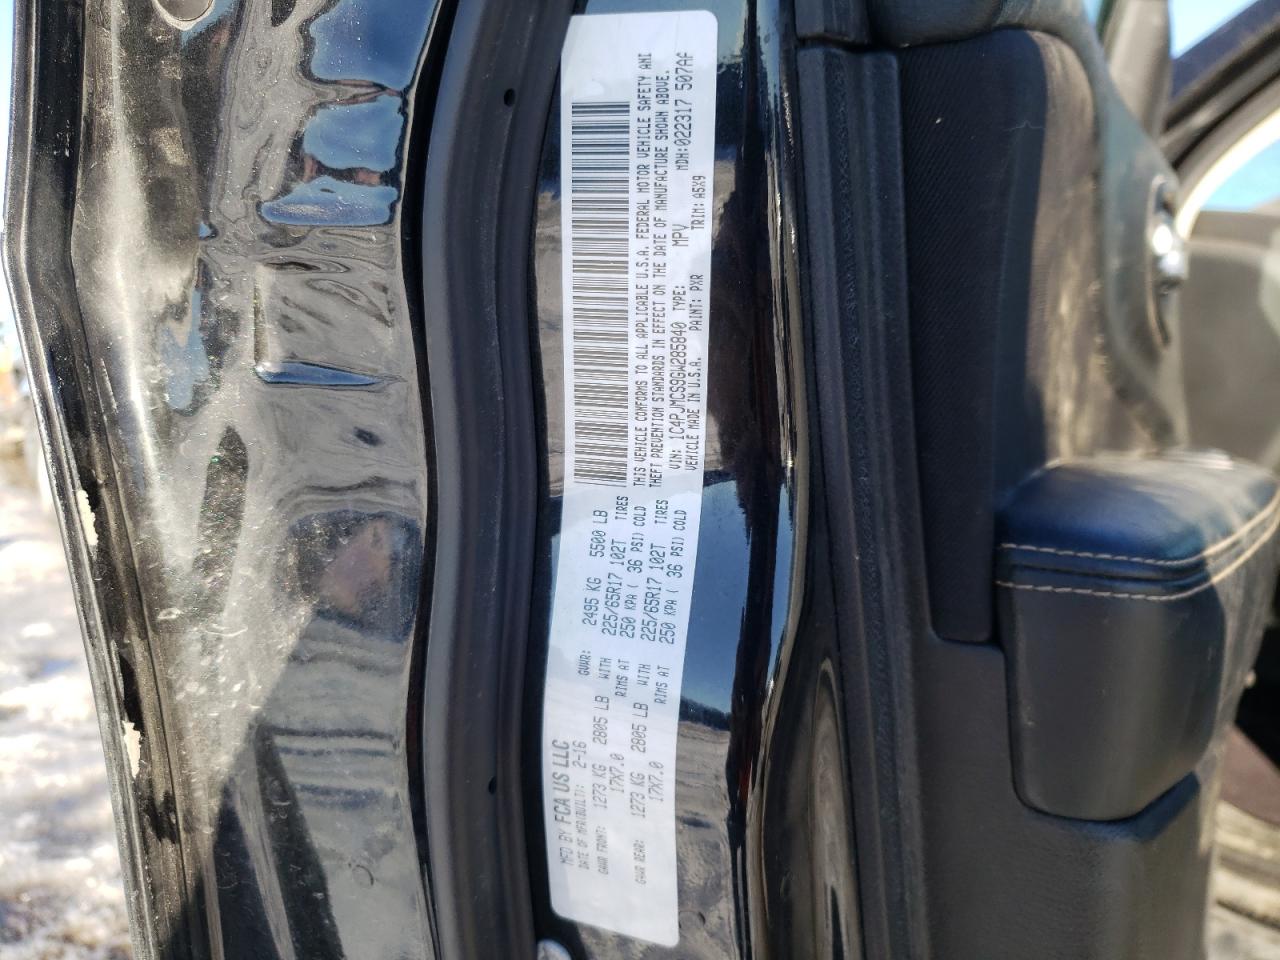 MFD BY FCA US LLC
DATE OF MFR(BUILT): 2-16 GVWR: 2495 KG 5500 LB
GAWR FRONT: 1273 KG 2805 LB WITH 225/65R17 102T TIRES
17X7.0 RIMS AT 250 KPA ( 36 PSI) COLD
GAWR REAR: 1273 KG 2805 LB WITH 225/65R17 102T TIRES
17X7.0 RIMS AT 250 KPA ( 36 PSI) COLD
THIS VEHICLE CONFORMS TO ALL APPLICABLE U.S.A. FEDERAL MOTOR VEHICLE SAFETY ANI
THEFT PREVENTION STANDARDS IN EFFECT ON THE DATE OF MANUFACTURE SHOWN ABOVE.
VIN: 1C4PJMCS9GW285840 TYPE: MPV MDH:022317 507AF
VEHICLE MADE IN U.S.A. PAINT: PXR TRIM: A5X9